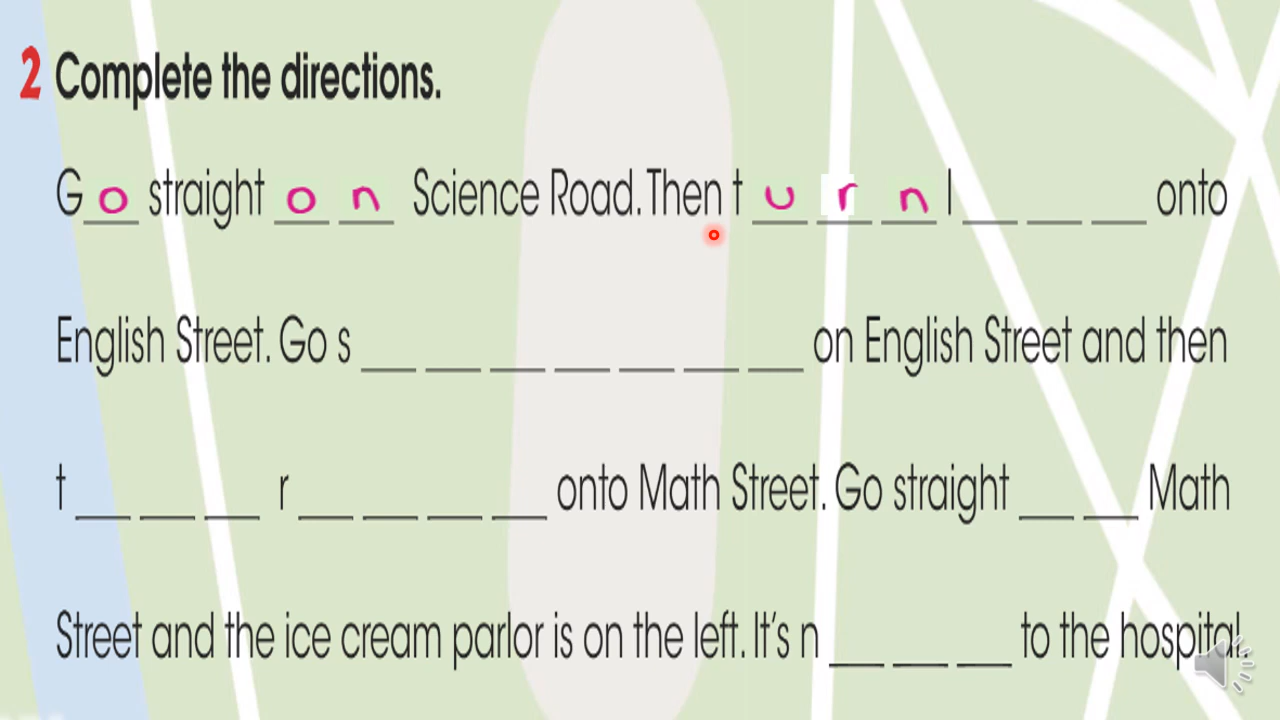 2 Complete the directions.
Go straight on Science Road. Then turn l___ ___ ___ onto
English Street. Go s ___ ___ ___ ___ ___ ___ ___ on English Street and then
t ___ ___ ___ r ___ ___ ___ ___ onto Math Street. Go straight ___ ___ Math
Street and the ice cream parlor is on the left. It's n ___ ___ ___ to the hospital.